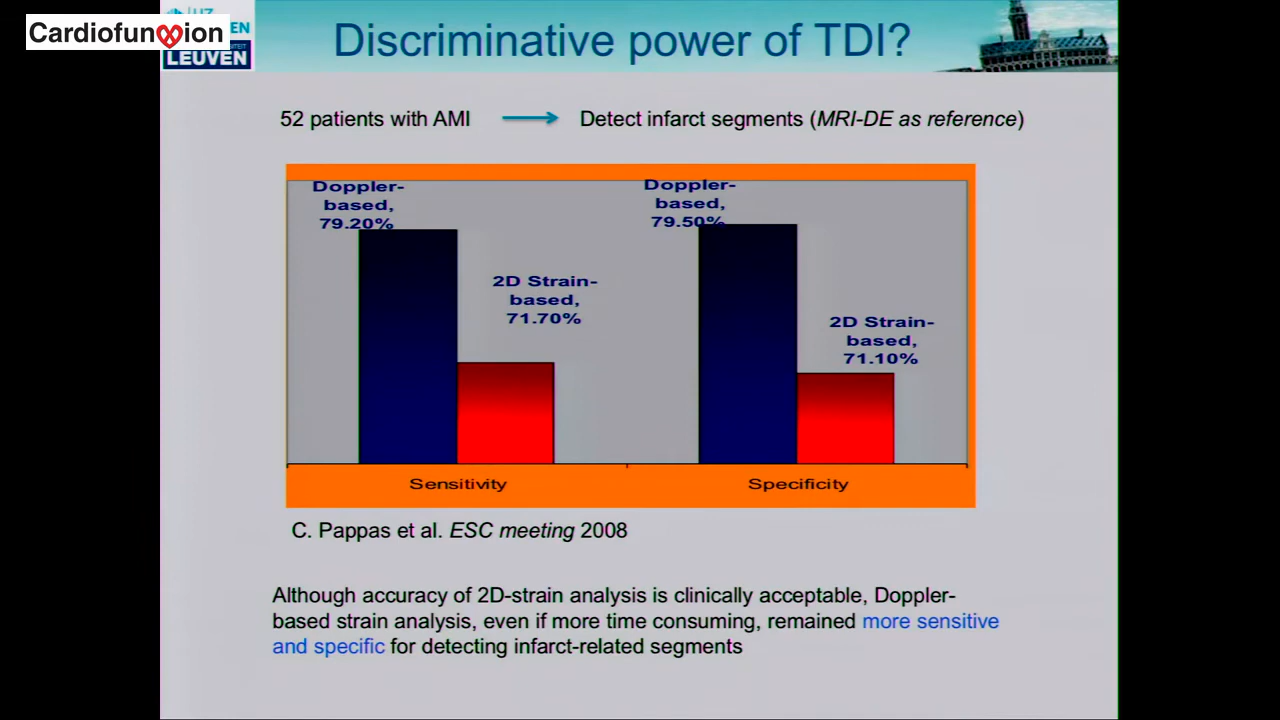 Cardiofun ion
LEUVEN
Discriminative power of TDI?
52 patients with AMI
Detect infarct segments (MRI-DE as reference)
Doppler-
based,
79.20%
2D Strain-
based,
71.70%
Doppler-
based,
79.50%
2D Strain-
based,
71.10%
Sensitivity
Specificity
C. Pappas et al. ESC meeting 2008
Although accuracy of 2D-strain analysis is clinically acceptable, Doppler-
based strain analysis, even if more time consuming, remained more sensitive
and specific for detecting infarct-related segments